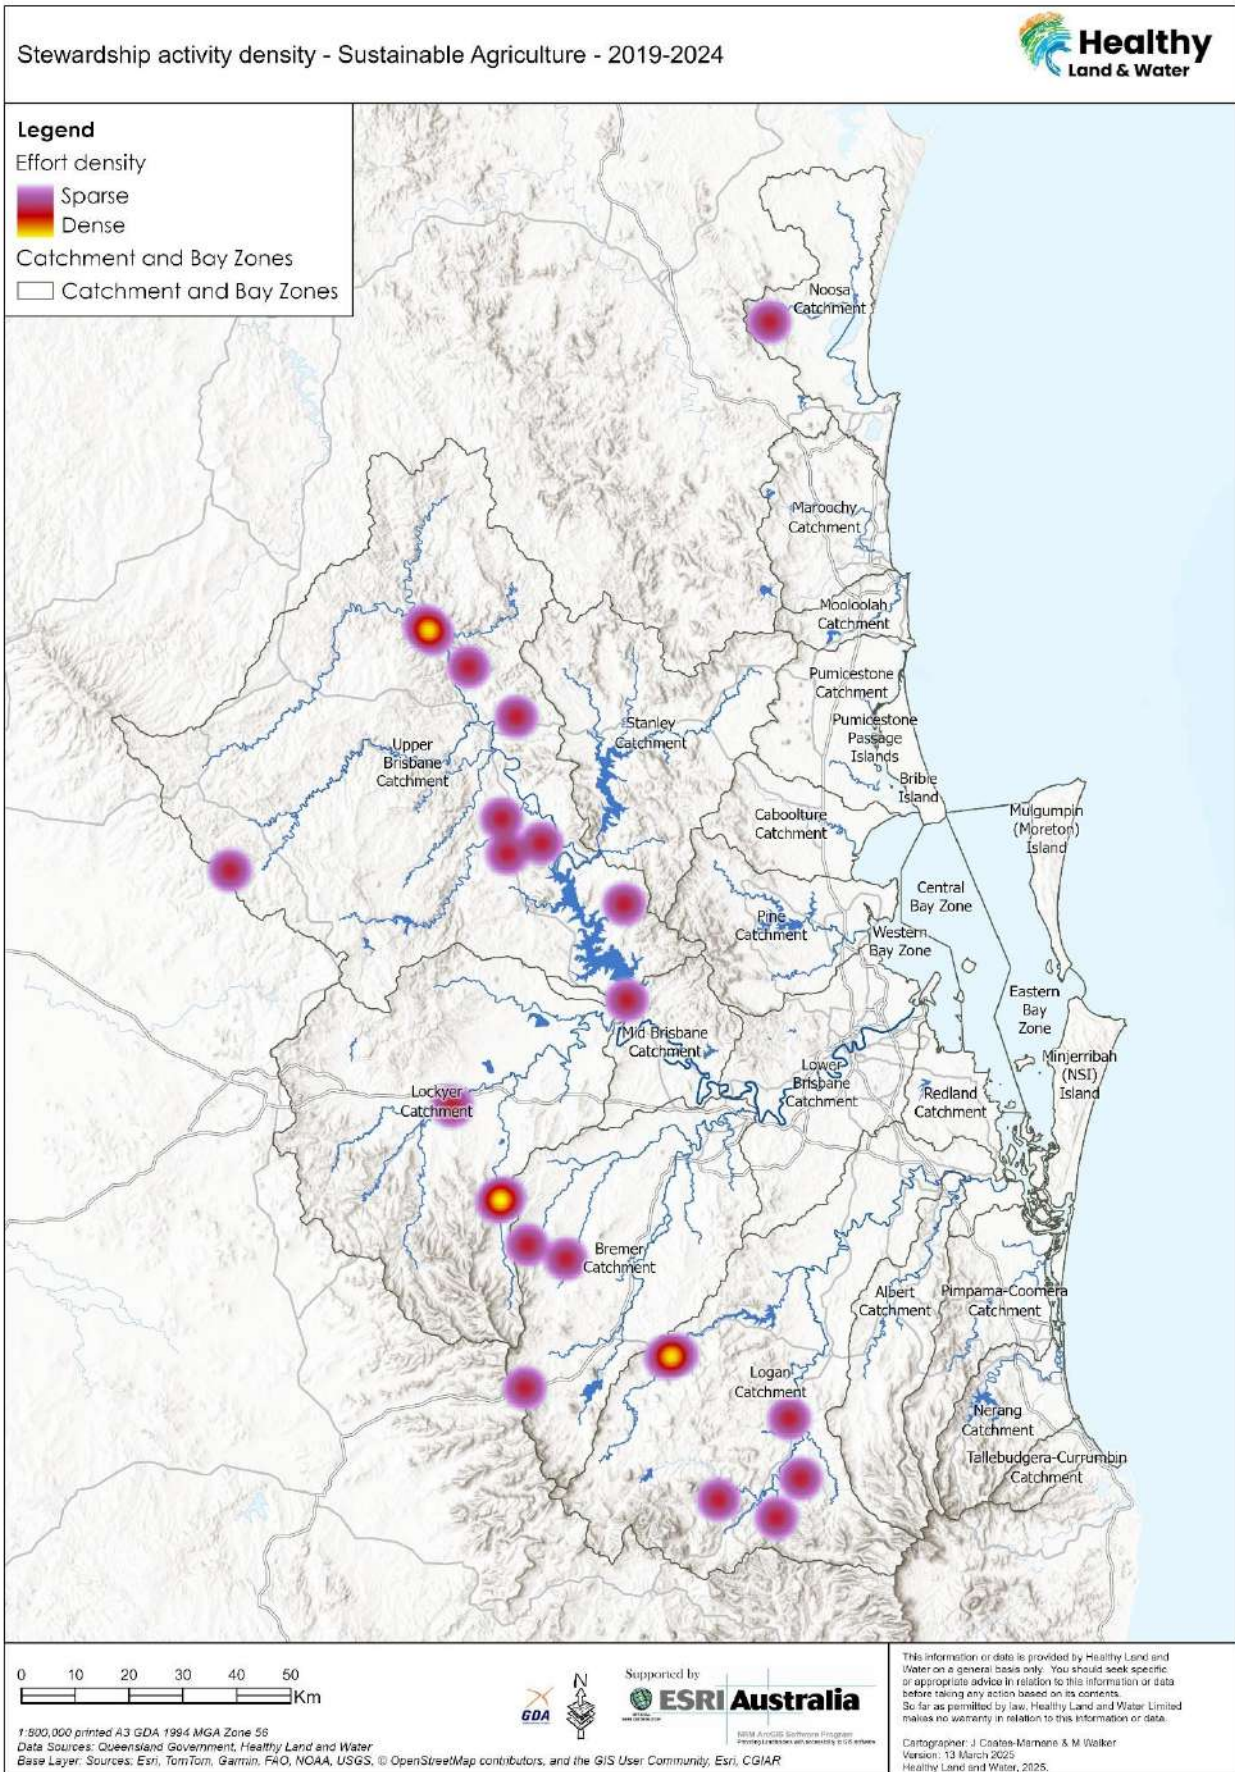 Stewardship activity density - Sustainable Agriculture - 2019-2024
Healthy
Land & Water
Legend
Effort density
Sparse
Dense
Catchment and Bay Zones
Catchment and Bay Zones
Noosa
Catchment
Maroochy
Catchment
Mooloolah
Catchment
Pumicestone
Catchment
Pumicestone
Passage
Islands
Bribie
Island
Stanley
Catchment
Upper
Brisbane
Catchment
Caboolture
Catchment
Mulgumpin
(Moreton)
Island
Central
Bay Zone
Pine
Catchment
Western
Bay Zone
Eastern
Bay
Zone
Mid Brisbane
Catchment
Lower
Brisbane
Catchment
Minjerribah
(NSI)
Island
Redland
Catchment
Lockyer
Catchment
Bremer
Catchment
Albert
Catchment
Pimpama-Coomera
Catchment
Logan
Catchment
Nerang
Catchment
Tallebudgera-Currumbin
Catchment
0 10 20 30 40 50
Km
GDA
N
Supported by
ESRI Australia
1:800,000 printed A3 GDA 1994 MGA Zone 56
Data Sources: Queensland Government, Healthy Land and Water
Base Layer: Sources: Esri, TomTom, Garmin, FAO, NOAA, USGS, © OpenStreetMap contributors, and the GIS User Community, Esri, CGIAR
This information or data is provided by Healthy Land and
Water on a general basis only. You should seek specific
or appropriate advice in relation to this information or data
before taking any action based on its contents.
So far as permitted by law, Healthy Land and Water Limited
makes no warranty in relation to this information or data.
Cartographer: J Coates-Marnane & M Walker
Version: 13 March 2025
Healthy Land and Water, 2025.